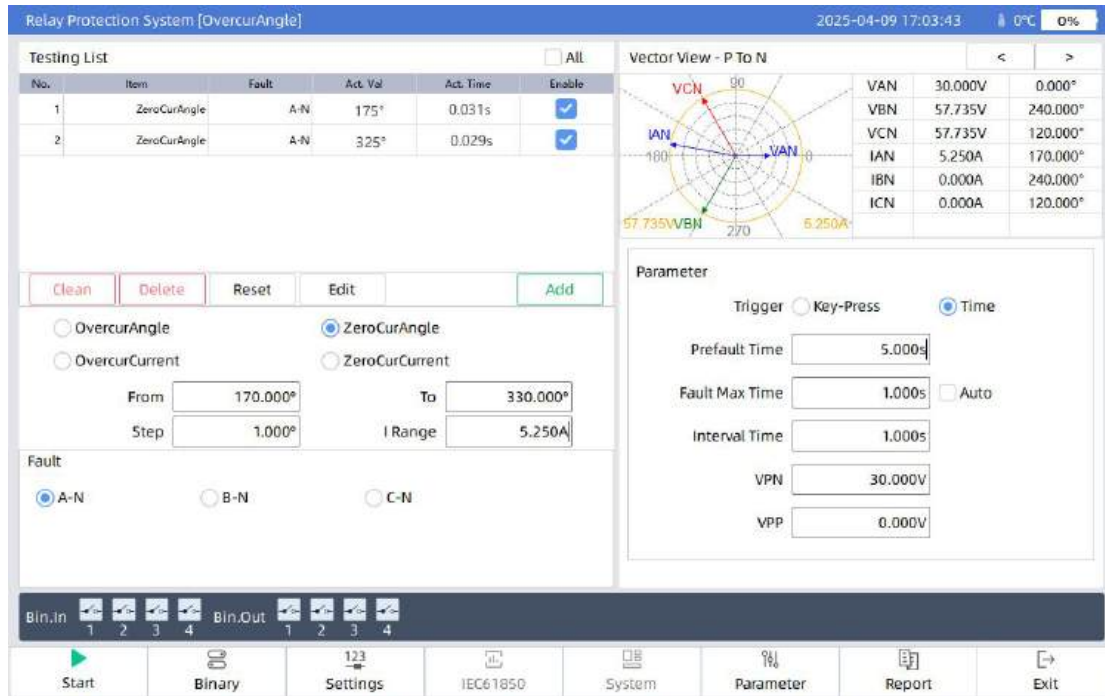 Relay Protection System [OvercurAngle] 2025-04-09 17:03:43 0℃ 0%
Testing List All
No. Item Fault Act. Val Act. Time Enable
1 ZeroCurAngle A-N 175° 0.031s
2 ZeroCurAngle A-N 325° 0.029s
Clean Delete Reset Edit Add
OvercurAngle ZeroCurAngle
OvercurCurrent ZeroCurCurrent
From 170.000° To 330.000°
Step 1.000° I Range 5.250A
Fault
A-N B-N C-N
Vector View - P To N < >
90
VCN
IAN
VAN
180 0
57.735V VBN 270 5.250A
VAN 30.000V 0.000°
VBN 57.735V 240.000°
VCN 57.735V 120.000°
IAN 5.250A 170.000°
IBN 0.000A 240.000°
ICN 0.000A 120.000°
Parameter
Trigger Key-Press Time
Prefault Time 5.000s
Fault Max Time 1.000s Auto
Interval Time 1.000s
VPN 30.000V
VPP 0.000V
Bin.In 1 2 3 4 Bin.Out 1 2 3 4
123
Start Binary Settings IEC61850 System Parameter Report Exit